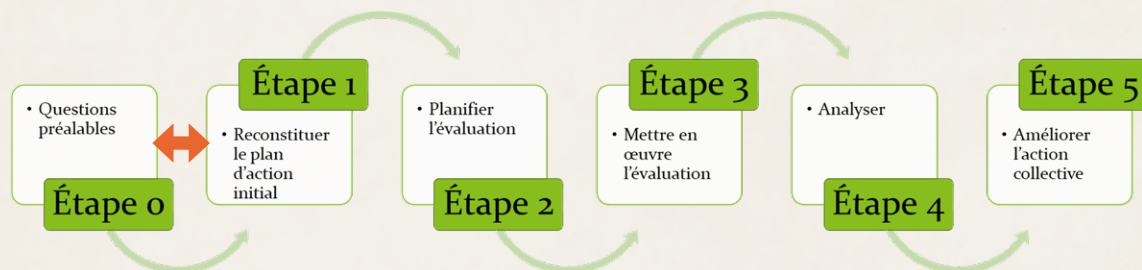 • Questions
préalables
Étape 0
Étape 1
• Reconstituer
le plan
d'action
initial
• Planifier
l'évaluation
Étape 2
Étape 3
• Mettre en
œuvre
l'évaluation
• Analyser
Étape 4
Étape 5
• Améliorer
l'action
collective